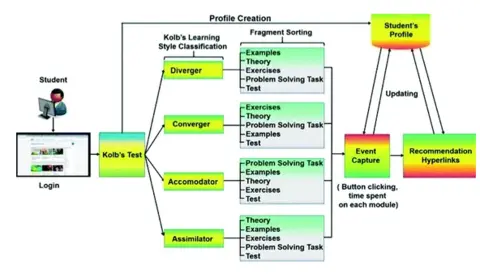 Profile Creation
Kolb's Learning
Style Classification
Fragment Sorting
Student's
Profile
Student
Login
Kolb's Test
Diverger
Examples
Theory
Exercises
Problem Solving Task
Test
Converger
Exercises
Theory
Problem Solving Task
Examples
Test
Accomodator
Problem Solving Task
Examples
Theory
Exercises
Test
Assimilator
Theory
Examples
Exercises
Problem Solving Task
Test
Updating
Event
Capture
Recommendation
Hyperlinks
( Button clicking,
time spent
on each module)